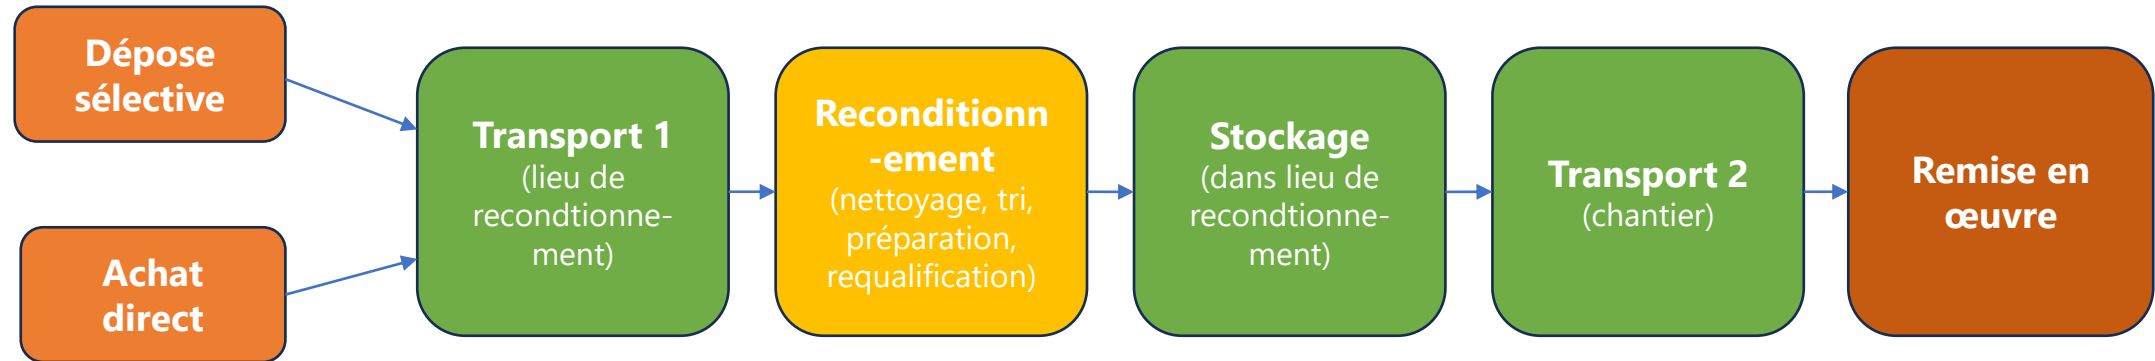 Dépose
sélective
Achat
direct
Transport 1
(lieu de
recondtionne-
ment)
Reconditionn
-ement
(nettoyage, tri,
préparation,
requalification)
Stockage
(dans lieu de
recondtionne-
ment)
Transport 2
(chantier)
Remise en
œuvre